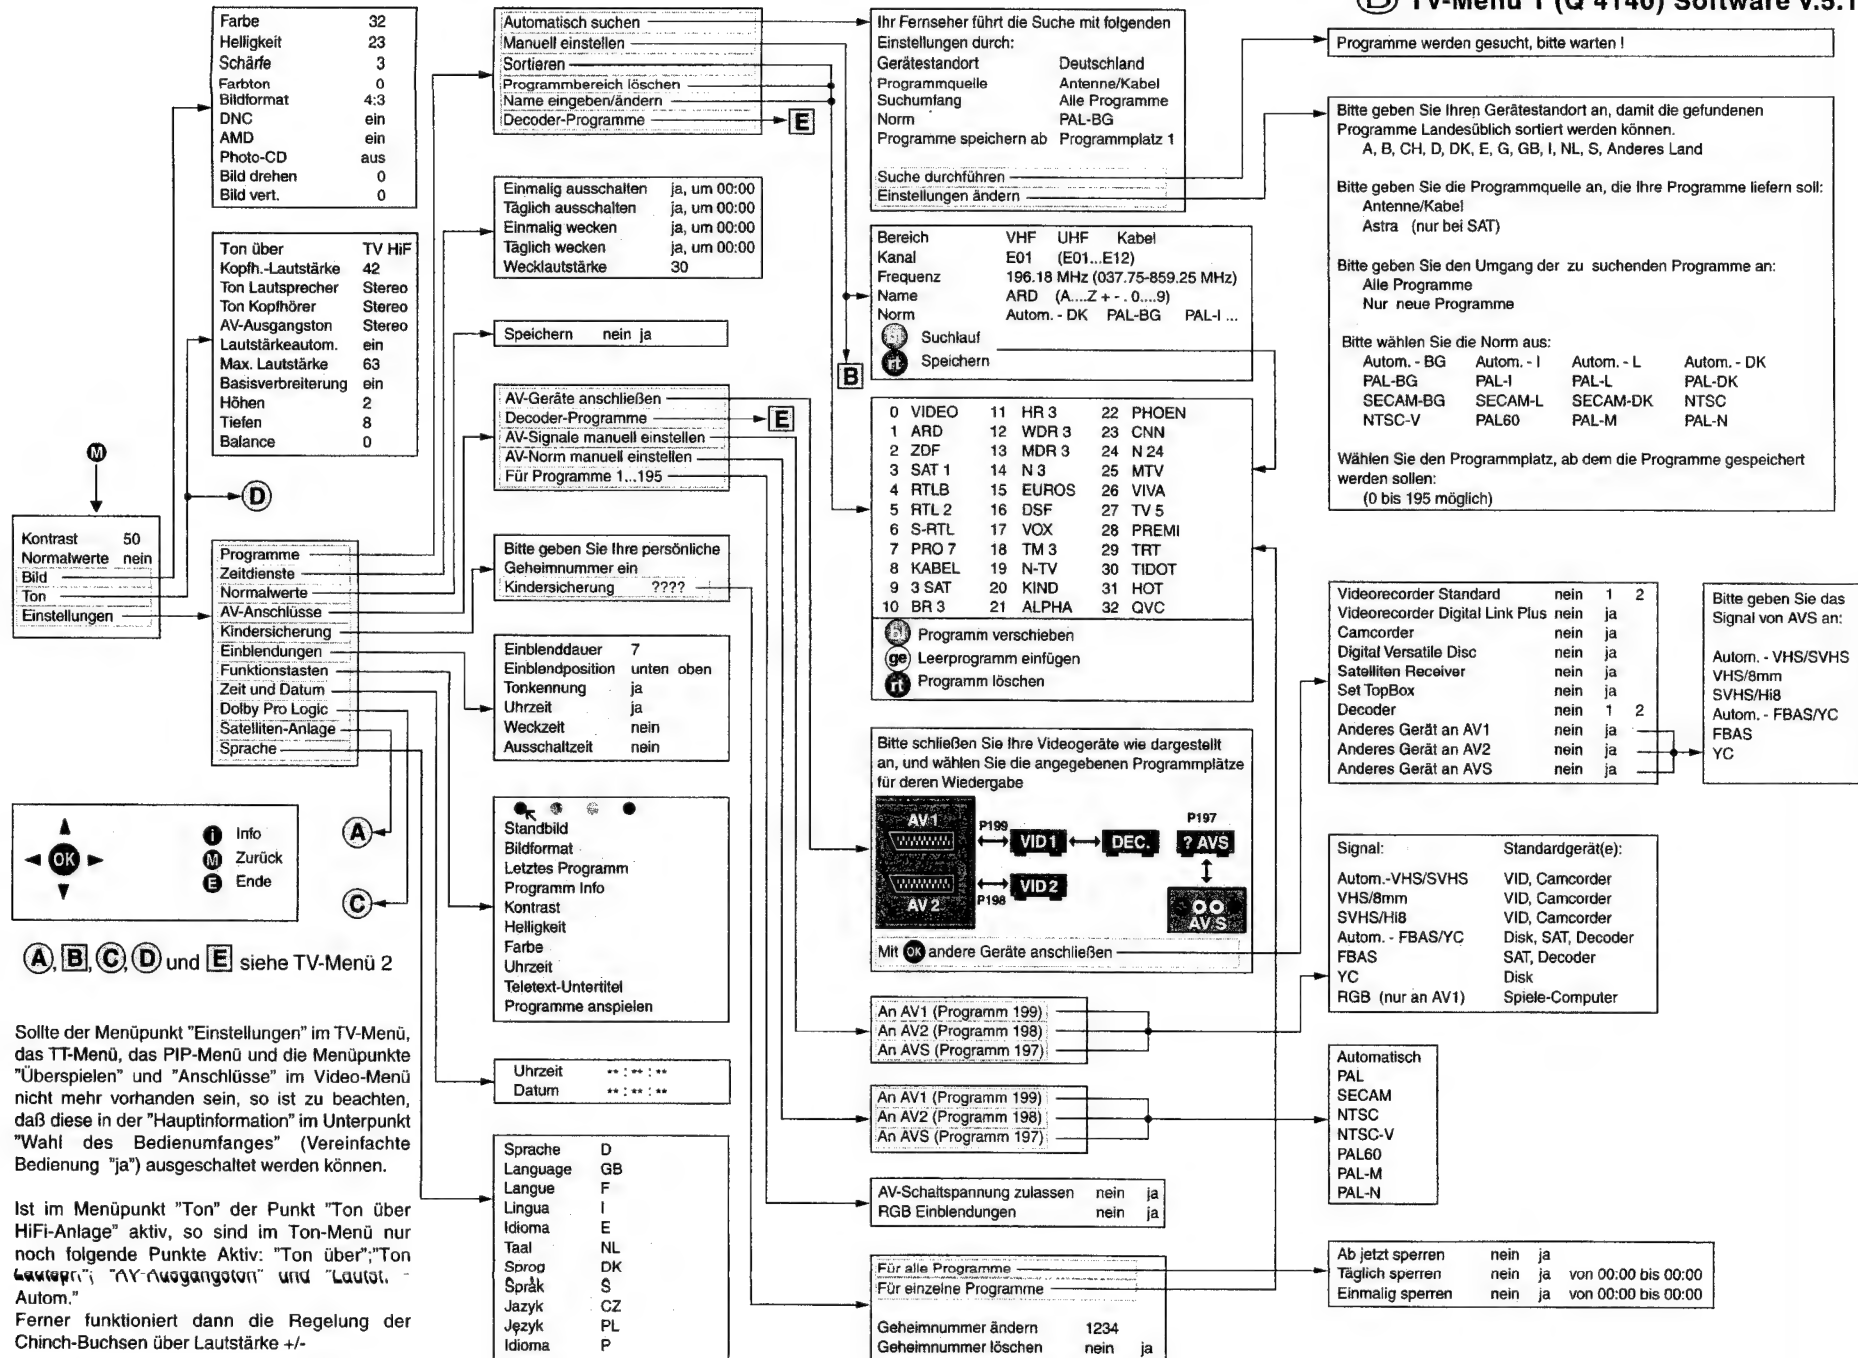 D TV-Menü 1 (Q 4140) Software V.5.1
Farbe 32
Helligkeit 23
Schärfe 3
Farbton 0
Bildformat 4:3
DNC ein
AMD ein
Photo-CD aus
Bild drehen 0
Bild vert. 0
Ton über TV HiF
Kopfh.-Lautstärke 42
Ton Lautsprecher Stereo
Ton Kopfhörer Stereo
AV-Ausgangston Stereo
Lautstärkeautom. ein
Max. Lautstärke 63
Basisverbreiterung ein
Höhen 2
Tiefen 8
Balance 0
D
M
Kontrast 50
Normalwerte nein
Bild
Ton
Einstellungen
Programme
Zeitdienste
Normalwerte
AV-Anschlüsse
Kindersicherung
Einblendungen
Funktionstasten
Zeit und Datum
Dolby Pro Logic
Satelliten-Anlage
Sprache
OK
i Info
M Zurück
E Ende
A
C
A, B, C, D und E siehe TV-Menü 2
Sollte der Menüpunkt "Einstellungen" im TV-Menü,
das TT-Menü, das PIP-Menü und die Menüpunkte
"Überspielen" und "Anschlüsse" im Video-Menü
nicht mehr vorhanden sein, so ist zu beachten,
daß diese in der "Hauptinformation" im Unterpunkt
"Wahl des Bedienumfanges" (Vereinfachte
Bedienung "ja") ausgeschaltet werden können.
Ist im Menüpunkt "Ton" der Punkt "Ton über
HiFi-Anlage" aktiv, so sind im Ton-Menü nur
noch folgende Punkte Aktiv: "Ton über";"Ton
Lautspr."; "AV-Ausgangston" und "Lautst. -
Autom."
Ferner funktioniert dann die Regelung der
Chinch-Buchsen über Lautstärke +/-
Automatisch suchen
Manuell einstellen
Sortieren
Programmbereich löschen
Name eingeben/ändern
Decoder-Programme
E
Einmalig ausschalten ja, um 00:00
Täglich ausschalten ja, um 00:00
Einmalig wecken ja, um 00:00
Täglich wecken ja, um 00:00
Wecklautstärke 30
Speichern nein ja
AV-Geräte anschließen
Decoder-Programme
AV-Signale manuell einstellen
AV-Norm manuell einstellen
Für Programme 1...195
E
Bitte geben Sie Ihre persönliche
Geheimnummer ein
Kindersicherung ????
Einblenddauer 7
Einblendposition unten oben
Tonkennung ja
Uhrzeit ja
Weckzeit nein
Ausschaltzeit nein
Standbild
Bildformat
Letztes Programm
Programm Info
Kontrast
Helligkeit
Farbe
Uhrzeit
Teletext-Untertitel
Programme anspielen
Uhrzeit ** : ** : **
Datum ** : ** : **
Sprache D
Language GB
Langue F
Lingua I
Idioma E
Taal NL
Sprog DK
Språk S
Jazyk CZ
Język PL
Idioma P
Ihr Fernseher führt die Suche mit folgenden
Einstellungen durch:
Gerätestandort Deutschland
Programmquelle Antenne/Kabel
Suchumfang Alle Programme
Norm PAL-BG
Programme speichern ab Programmplatz 1
Suche durchführen
Einstellungen ändern
Bereich VHF UHF Kabel
Kanal E01 (E01...E12)
Frequenz 196.18 MHz (037.75-859.25 MHz)
Name ARD (A....Z + - . 0....9)
Norm Autom. - DK PAL-BG PAL-I ...
Suchlauf
rt Speichern
B
0 VIDEO 11 HR 3 22 PHOEN
1 ARD 12 WDR 3 23 CNN
2 ZDF 13 MDR 3 24 N 24
3 SAT 1 14 N 3 25 MTV
4 RTLB 15 EUROS 26 VIVA
5 RTL 2 16 DSF 27 TV 5
6 S-RTL 17 VOX 28 PREMI
7 PRO 7 18 TM 3 29 TRT
8 KABEL 19 N-TV 30 TIDOT
9 3 SAT 20 KIND 31 HOT
10 BR 3 21 ALPHA 32 QVC
bl Programm verschieben
ge Leerprogramm einfügen
rt Programm löschen
Bitte schließen Sie Ihre Videogeräte wie dargestellt
an, und wählen Sie die angegebenen Programmplätze
für deren Wiedergabe
AV1 P199 VID1 DEC. P197 ? AVS
AV2 P198 VID2 AVS
Mit OK andere Geräte anschließen
An AV1 (Programm 199)
An AV2 (Programm 198)
An AVS (Programm 197)
An AV1 (Programm 199)
An AV2 (Programm 198)
An AVS (Programm 197)
AV-Schaltspannung zulassen nein ja
RGB Einblendungen nein ja
Für alle Programme
Für einzelne Programme
Geheimnummer ändern 1234
Geheimnummer löschen nein ja
Programme werden gesucht, bitte warten !
Bitte geben Sie Ihren Gerätestandort an, damit die gefundenen
Programme Landesüblich sortiert werden können.
A, B, CH, D, DK, E, G, GB, I, NL, S, Anderes Land
Bitte geben Sie die Programmquelle an, die Ihre Programme liefern soll:
Antenne/Kabel
Astra (nur bei SAT)
Bitte geben Sie den Umgang der zu suchenden Programme an:
Alle Programme
Nur neue Programme
Bitte wählen Sie die Norm aus:
Autom. - BG Autom. - I Autom. - L Autom. - DK
PAL-BG PAL-I PAL-L PAL-DK
SECAM-BG SECAM-L SECAM-DK NTSC
NTSC-V PAL60 PAL-M PAL-N
Wählen Sie den Programmplatz, ab dem die Programme gespeichert
werden sollen:
(0 bis 195 möglich)
Videorecorder Standard nein 1 2
Videorecorder Digital Link Plus nein ja
Camcorder nein ja
Digital Versatile Disc nein ja
Satelliten Receiver nein ja
Set TopBox nein ja
Decoder nein 1 2
Anderes Gerät an AV1 nein ja
Anderes Gerät an AV2 nein ja
Anderes Gerät an AVS nein ja
Bitte geben Sie das
Signal von AVS an:
Autom. - VHS/SVHS
VHS/8mm
SVHS/Hi8
Autom. - FBAS/YC
FBAS
YC
Signal: Standardgerät(e):
Autom.-VHS/SVHS VID, Camcorder
VHS/8mm VID, Camcorder
SVHS/Hi8 VID, Camcorder
Autom. - FBAS/YC Disk, SAT, Decoder
FBAS SAT, Decoder
YC Disk
RGB (nur an AV1) Spiele-Computer
Automatisch
PAL
SECAM
NTSC
NTSC-V
PAL60
PAL-M
PAL-N
Ab jetzt sperren nein ja
Täglich sperren nein ja von 00:00 bis 00:00
Einmalig sperren nein ja von 00:00 bis 00:00